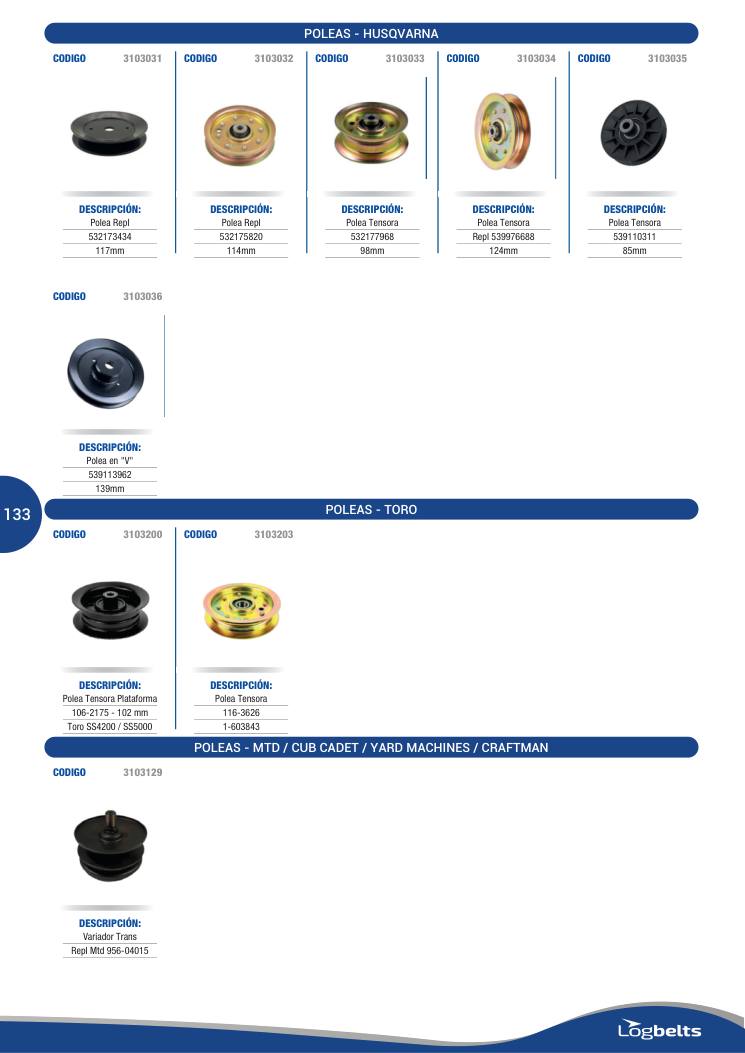 POLEAS - HUSQVARNA
CODIGO 3103031
DESCRIPCIÓN:
Polea Repl
532173434
117mm
CODIGO 3103032
DESCRIPCIÓN:
Polea Repl
532175820
114mm
CODIGO 3103033
DESCRIPCIÓN:
Polea Tensora
532177968
98mm
CODIGO 3103034
DESCRIPCIÓN:
Polea Tensora
Repl 539976688
124mm
CODIGO 3103035
DESCRIPCIÓN:
Polea Tensora
539110311
85mm
CODIGO 3103036
DESCRIPCIÓN:
Polea en "V"
539113962
139mm
133
POLEAS - TORO
CODIGO 3103200
DESCRIPCIÓN:
Polea Tensora Plataforma
106-2175 - 102 mm
Toro SS4200 / SS5000
CODIGO 3103203
DESCRIPCIÓN:
Polea Tensora
116-3626
1-603843
POLEAS - MTD / CUB CADET / YARD MACHINES / CRAFTMAN
CODIGO 3103129
DESCRIPCIÓN:
Variador Trans
Repl Mtd 956-04015
Logbelts